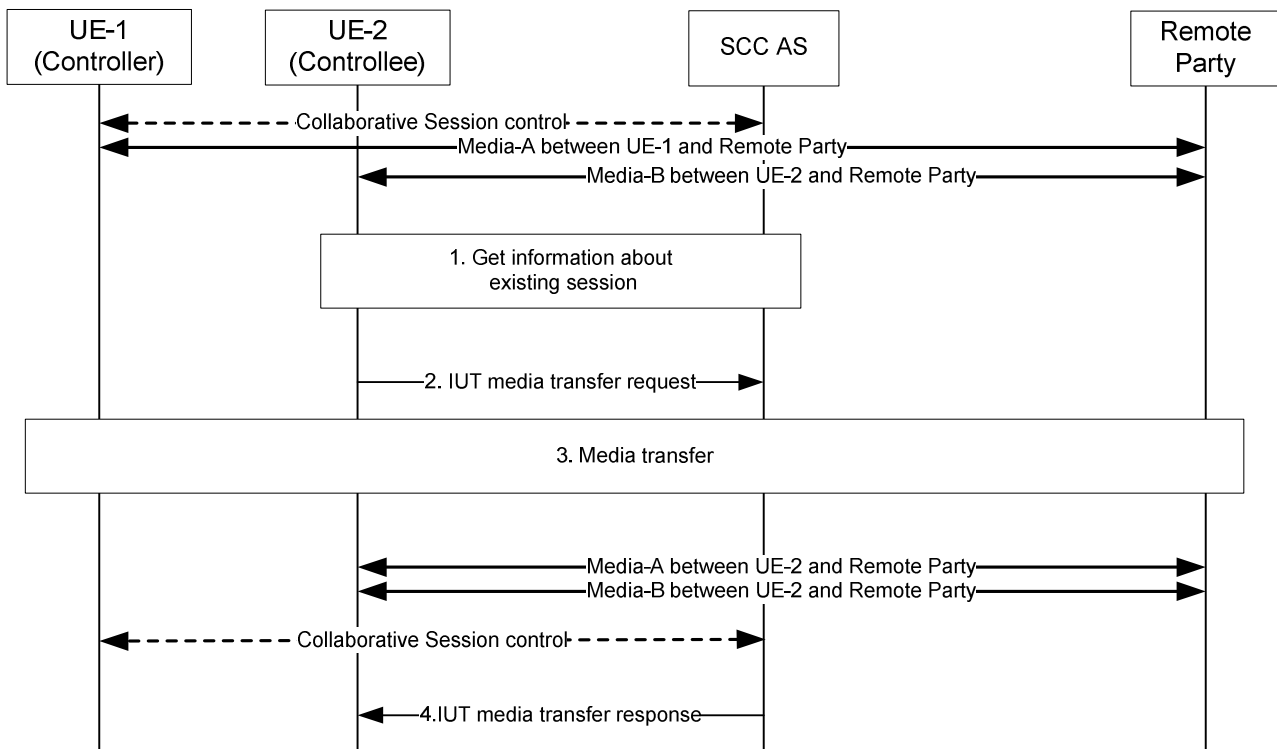 UE-1
(Controller)
UE-2
(Controllee)
SCC AS
Remote
Party
Collaborative Session control
Media-A between UE-1 and Remote Party
Media-B between UE-2 and Remote Party
1. Get information about
existing session
2. IUT media transfer request
3. Media transfer
Media-A between UE-2 and Remote Party
Media-B between UE-2 and Remote Party
Collaborative Session control
4.IUT media transfer response